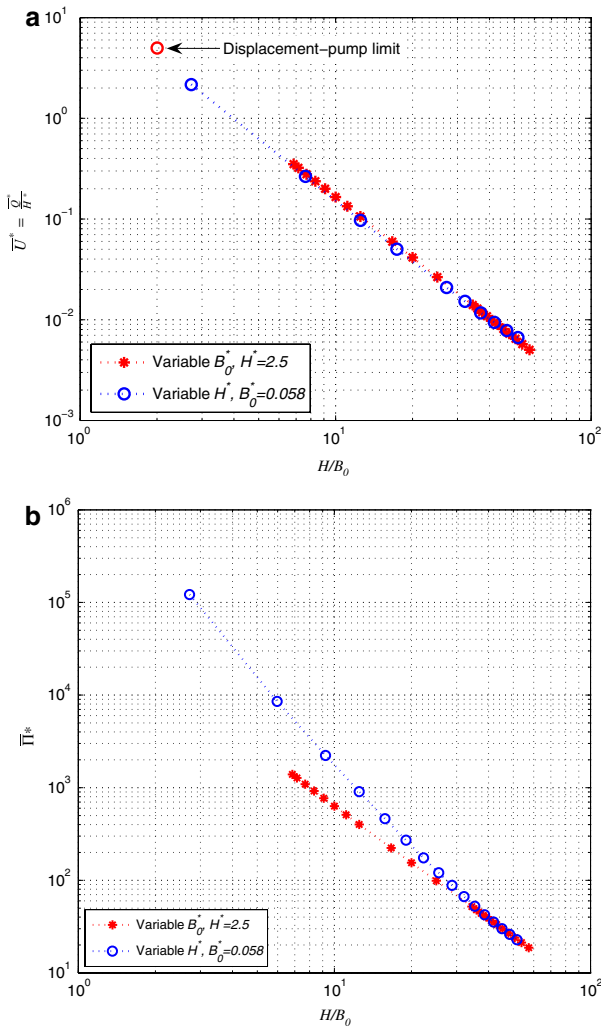 a
10¹
10⁰
10⁻¹
10⁻²
10⁻³
U̅* = Q̅*/H*
Displacement−pump limit
Variable B₀*, H*=2.5
Variable H*, B₀*=0.058
10⁰ 10¹ 10²
H/B₀
b
10⁶
10⁵
10⁴
10³
10²
10¹
Π̅*
Variable B₀*, H*=2.5
Variable H*, B₀*=0.058
10⁰ 10¹ 10²
H/B₀